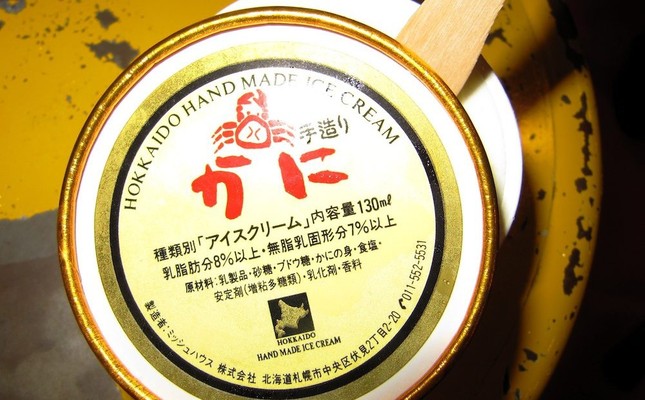 HOKKAIDO HAND MADE ICE CREAM
手造り
かに
種類別「アイスクリーム」内容量130mℓ
乳脂肪分8%以上・無脂乳固形分7%以上
原材料:乳製品・砂糖・ブドウ糖・かにの身・食塩・
安定剤(増粘多糖類)・乳化剤・香料
HOKKAIDO
HAND MADE ICE CREAM
製造者・ミッシュハウス 株式会社 北海道札幌市中央区伏見2丁目2-20 ✆011-552-5531